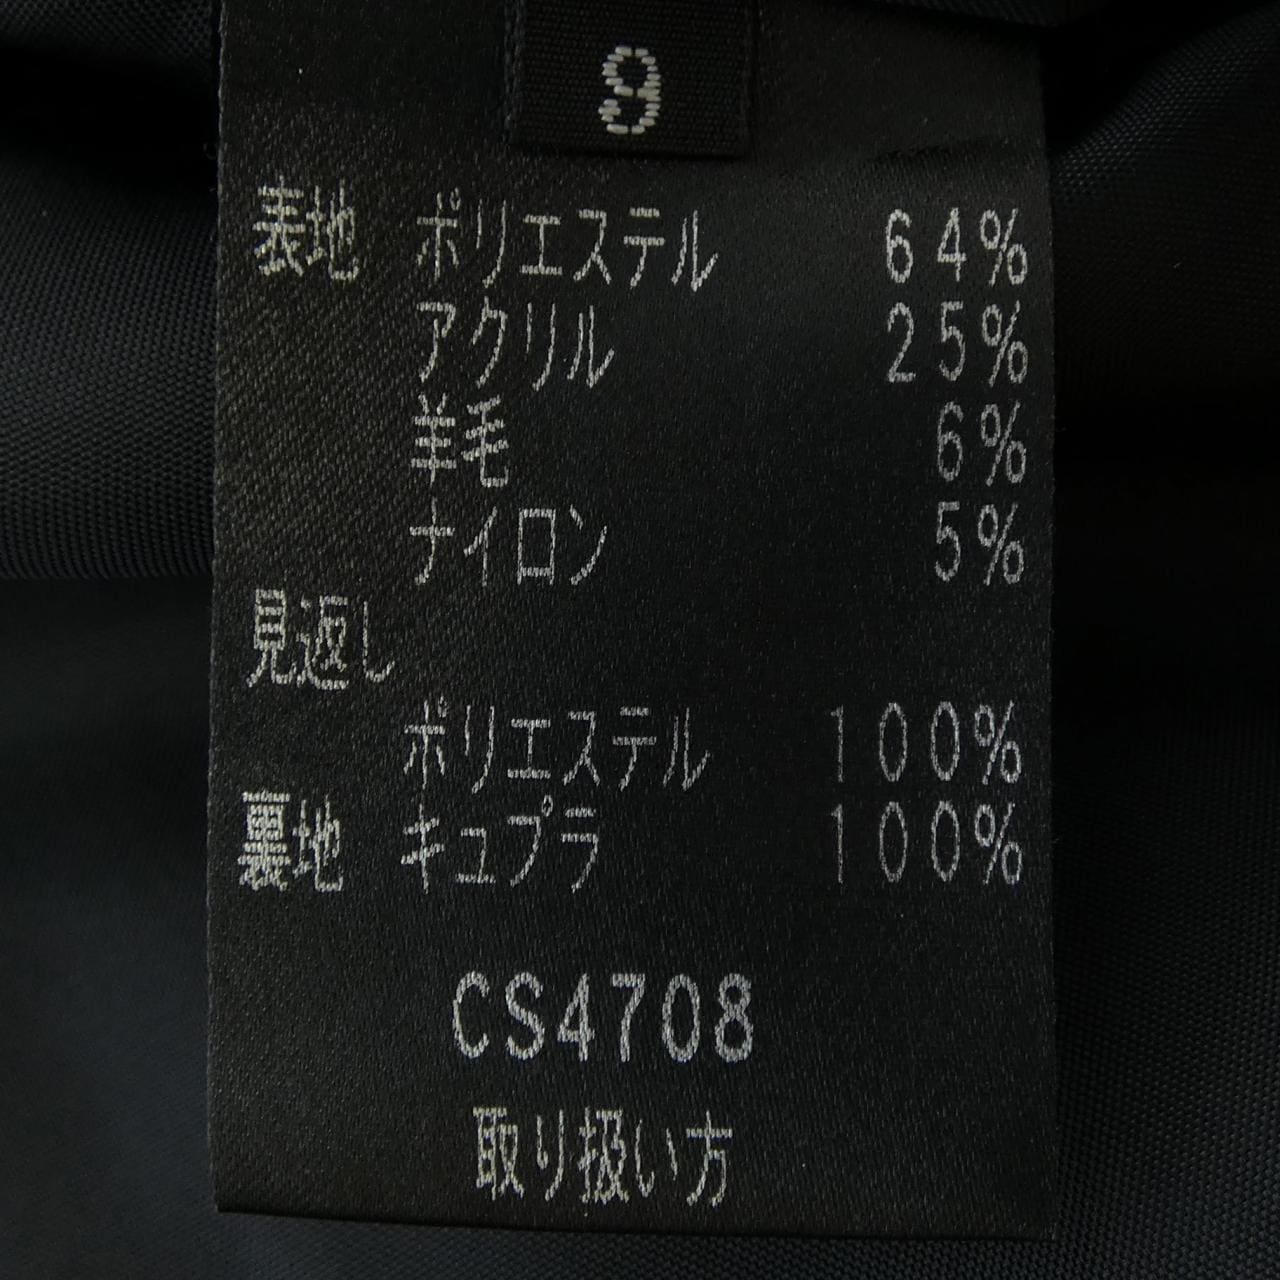 9
表地 ポリエステル 64%
アクリル 25%
羊毛 6%
ナイロン 5%
見返し
ポリエステル 100%
裏地 キュプラ 100%
CS4708
取り扱い方